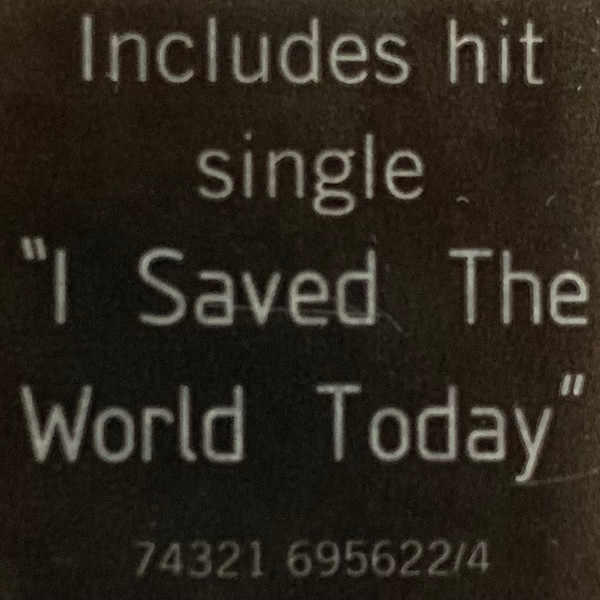 Includes hit
single
"I Saved The
World Today"
74321 695622/4